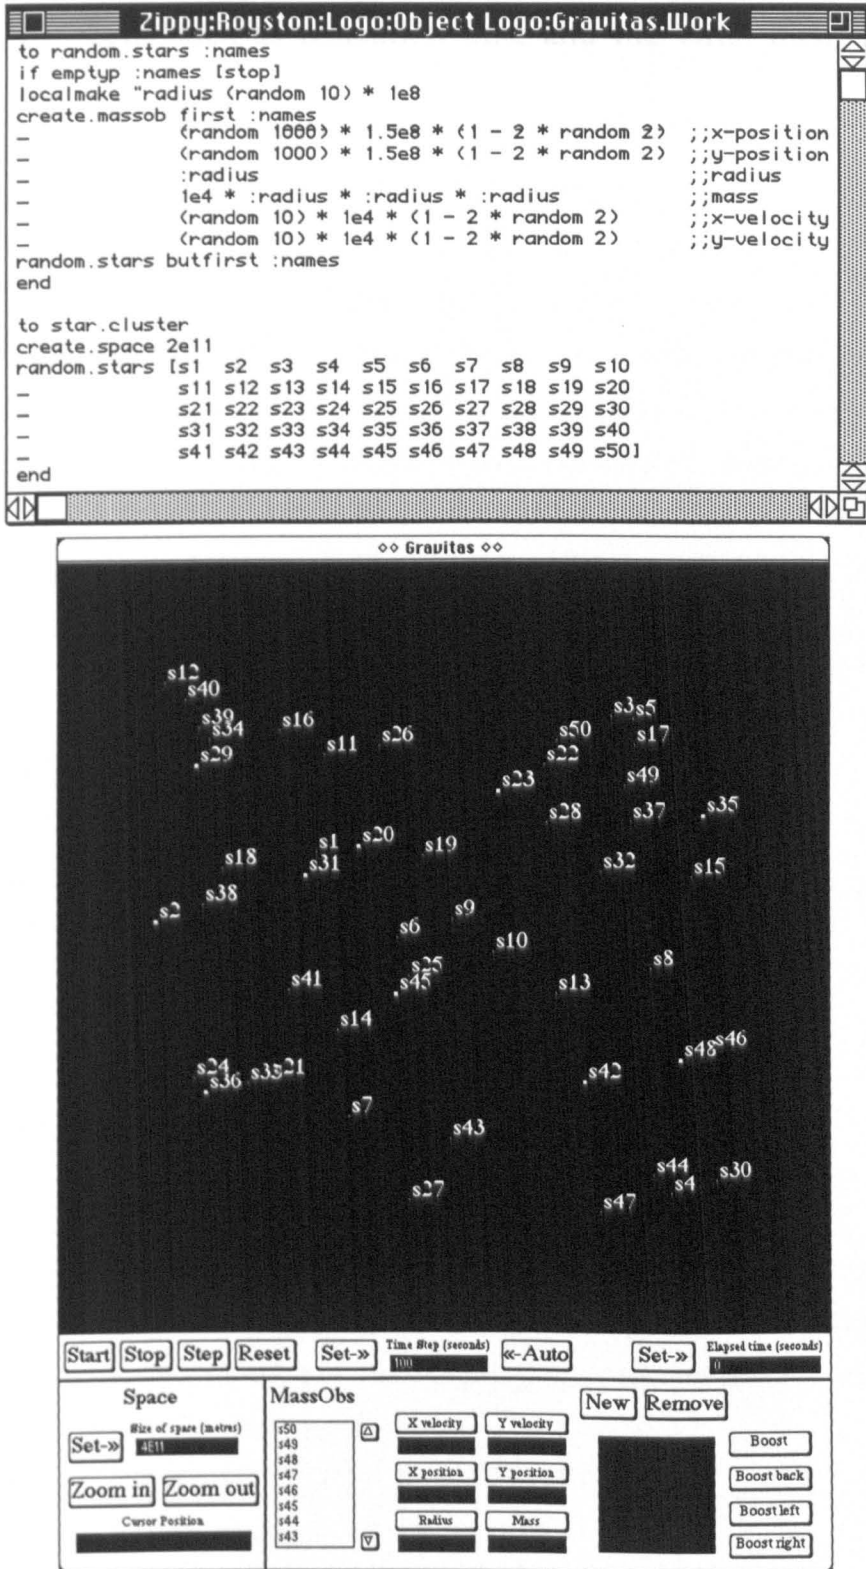 Zippy:Royston:Logo:Object Logo:Gravitas.Work
to random.stars :names
if emptyp :names [stop]
localmake "radius (random 10) * 1e8
create.massob first :names
_ (random 1000) * 1.5e8 * (1 - 2 * random 2) ;;x-position
_ (random 1000) * 1.5e8 * (1 - 2 * random 2) ;;y-position
_ :radius ;;radius
_ 1e4 * :radius * :radius * :radius ;;mass
_ (random 10) * 1e4 * (1 - 2 * random 2) ;;x-velocity
_ (random 10) * 1e4 * (1 - 2 * random 2) ;;y-velocity
random.stars butfirst :names
end
to star.cluster
create.space 2e11
random.stars [s1 s2 s3 s4 s5 s6 s7 s8 s9 s10
_ s11 s12 s13 s14 s15 s16 s17 s18 s19 s20
_ s21 s22 s23 s24 s25 s26 s27 s28 s29 s30
_ s31 s32 s33 s34 s35 s36 s37 s38 s39 s40
_ s41 s42 s43 s44 s45 s46 s47 s48 s49 s50]
end
◇◇ Gravitas ◇◇
s12
s40
s39 s16 s3 s5
s34 s11 s26 s50 s17
s29 s22
s23 s49
s28 s37 s35
s1 s20 s19
s18 s31 s32 s15
s38
s2 s9
s6
s10
s25 s8
s41 s45 s13
s14
s48 s46
s24 s33 s21 s42
s36
s7
s43
s44 s30
s27 s4
s47
Start Stop Step Reset Set-» Time Step (seconds) «-Auto Set-» Elapsed time (seconds)
100 0
Space MassObs New Remove
Size of space (metres)
Set-» 4E11
Zoom in Zoom out
Cursor Position
s50
s49
s48
s47
s46
s45
s44
s43
X velocity Y velocity
X position Y position
Radius Mass
Boost
Boost back
Boost left
Boost right